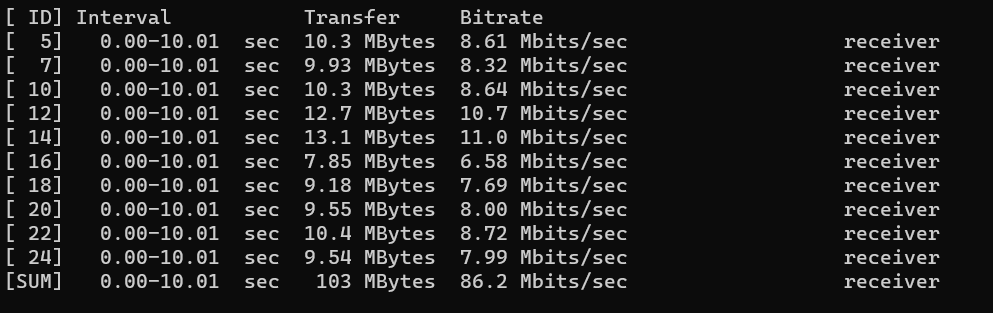 [ ID] Interval           Transfer    Bitrate
[  5]   0.00-10.01  sec  10.3 MBytes  8.61 Mbits/sec                  receiver
[  7]   0.00-10.01  sec  9.93 MBytes  8.32 Mbits/sec                  receiver
[ 10]   0.00-10.01  sec  10.3 MBytes  8.64 Mbits/sec                  receiver
[ 12]   0.00-10.01  sec  12.7 MBytes  10.7 Mbits/sec                  receiver
[ 14]   0.00-10.01  sec  13.1 MBytes  11.0 Mbits/sec                  receiver
[ 16]   0.00-10.01  sec  7.85 MBytes  6.58 Mbits/sec                  receiver
[ 18]   0.00-10.01  sec  9.18 MBytes  7.69 Mbits/sec                  receiver
[ 20]   0.00-10.01  sec  9.55 MBytes  8.00 Mbits/sec                  receiver
[ 22]   0.00-10.01  sec  10.4 MBytes  8.72 Mbits/sec                  receiver
[ 24]   0.00-10.01  sec  9.54 MBytes  7.99 Mbits/sec                  receiver
[SUM]   0.00-10.01  sec   103 MBytes  86.2 Mbits/sec                  receiver